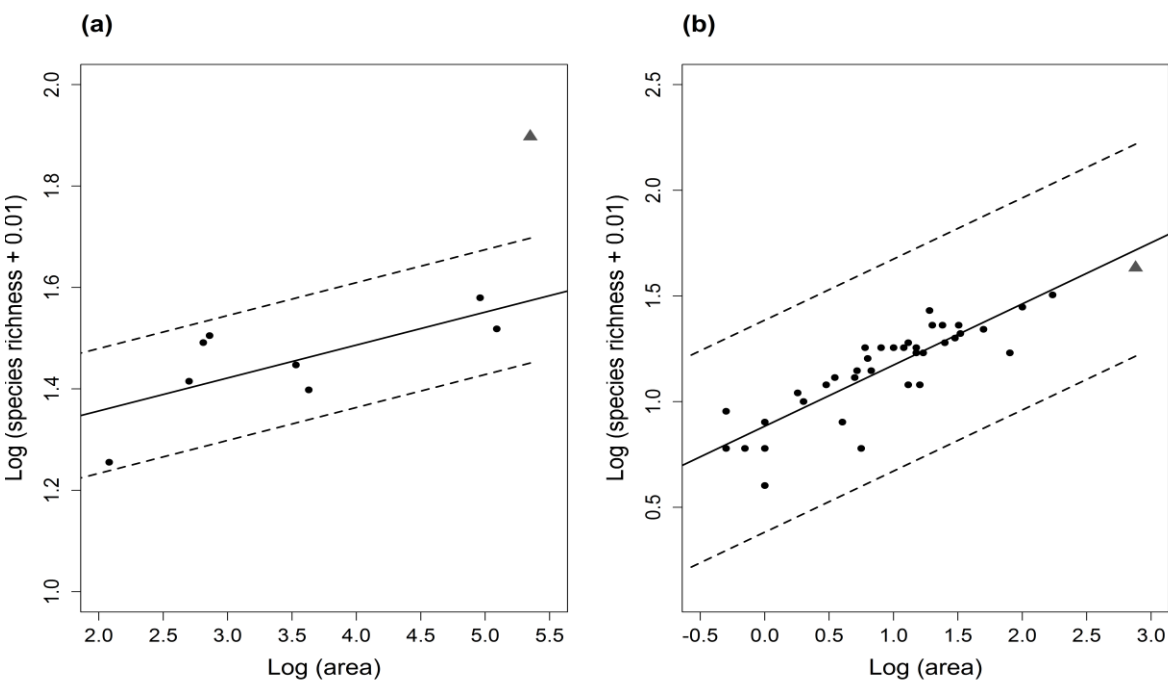 (a)
Log (species richness + 0.01)
2.0
1.8
1.6
1.4
1.2
1.0
2.0 2.5 3.0 3.5 4.0 4.5 5.0 5.5
Log (area)
(b)
Log (species richness + 0.01)
2.5
2.0
1.5
1.0
0.5
-0.5 0.0 0.5 1.0 1.5 2.0 2.5 3.0
Log (area)